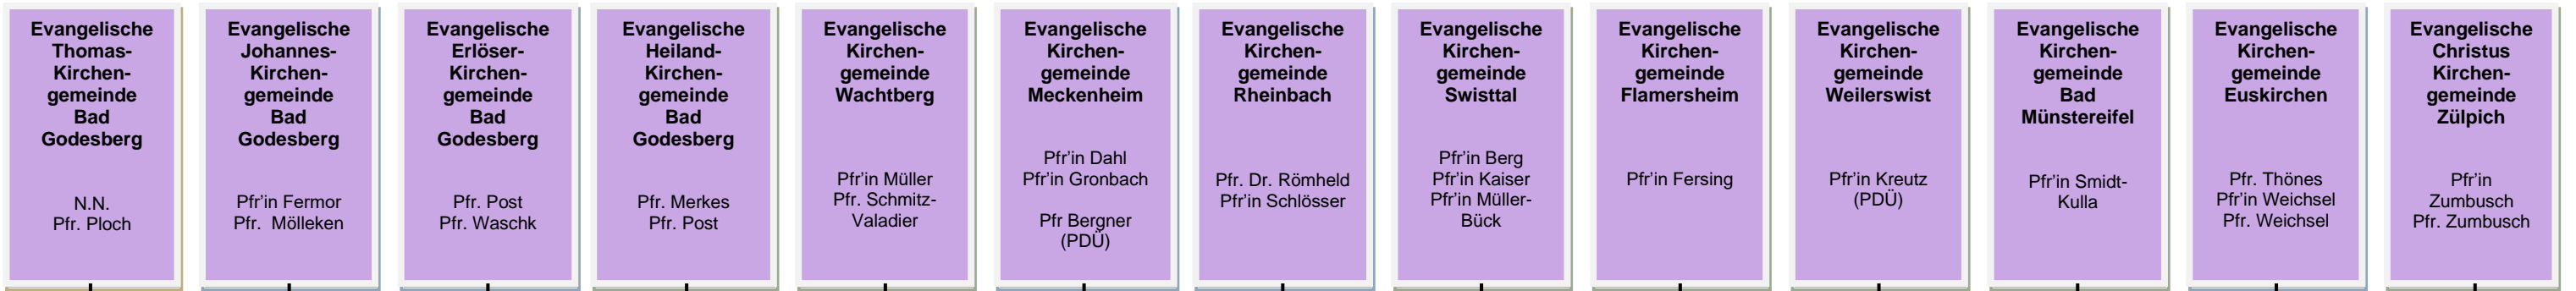 Evangelische
Thomas-
Kirchen-
gemeinde
Bad
Godesberg
N.N.
Pfr. Ploch
Evangelische
Johannes-
Kirchen-
gemeinde
Bad
Godesberg
Pfr'in Fermor
Pfr.  Mölleken
Evangelische
Erlöser-
Kirchen-
gemeinde
Bad
Godesberg
Pfr. Post
Pfr. Waschk
Evangelische
Heiland-
Kirchen-
gemeinde
Bad
Godesberg
Pfr. Merkes
Pfr. Post
Evangelische
Kirchen-
gemeinde
Wachtberg
Pfr'in Müller
Pfr. Schmitz-
Valadier
Evangelische
Kirchen-
gemeinde
Meckenheim
Pfr'in Dahl
Pfr'in Gronbach
Pfr Bergner
(PDÜ)
Evangelische
Kirchen-
gemeinde
Rheinbach
Pfr. Dr. Römheld
Pfr'in Schlösser
Evangelische
Kirchen-
gemeinde
Swisttal
Pfr'in Berg
Pfr'in Kaiser
Pfr'in Müller-
Bück
Evangelische
Kirchen-
gemeinde
Flamersheim
Pfr'in Fersing
Evangelische
Kirchen-
gemeinde
Weilerswist
Pfr'in Kreutz
(PDÜ)
Evangelische
Kirchen-
gemeinde
Bad
Münstereifel
Pfr'in Smidt-
Kulla
Evangelische
Kirchen-
gemeinde
Euskirchen
Pfr. Thönes
Pfr'in Weichsel
Pfr. Weichsel
Evangelische
Christus
Kirchen-
gemeinde
Zülpich
Pfr'in
Zumbusch
Pfr. Zumbusch